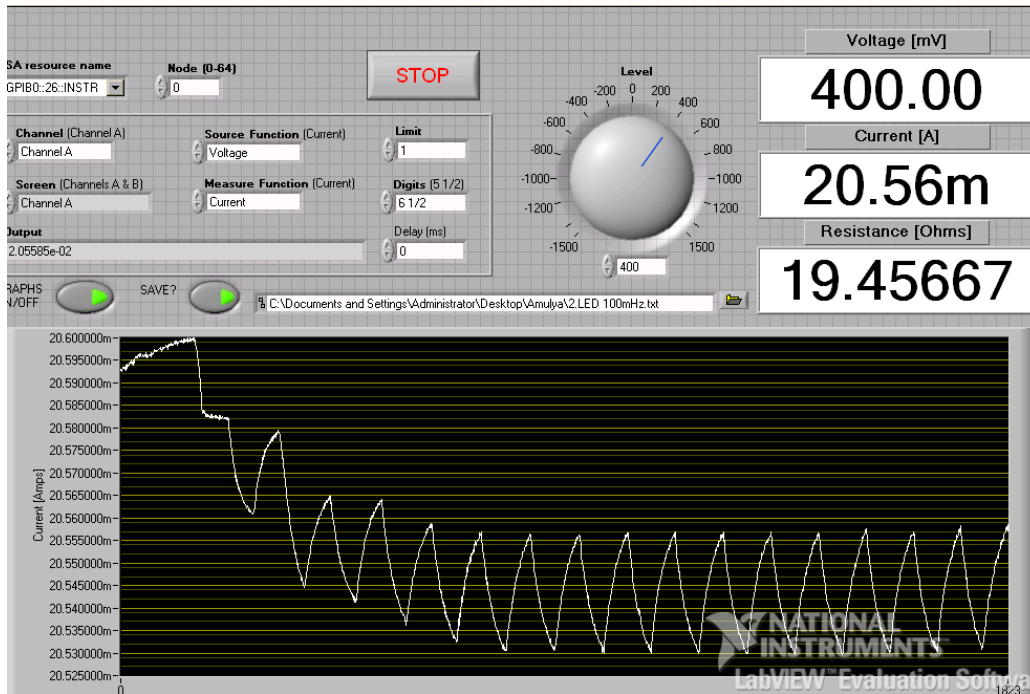 Voltage [mV]
400.00
Current [A]
20.56m
Resistance [Ohms]
19.45667
SA resource name
GPIB0::26::INSTR
Node (0-64)
0
STOP
Level
-1500 -1200 -1000 -800 -600 -400 -200 0 200 400 600 800 1000 1200 1500
400
Channel (Channel A)
Channel A
Source Function (Current)
Voltage
Limit
1
Screen (Channels A & B)
Channel A
Measure Function (Current)
Current
Digits (5 1/2)
6 1/2
Output
2.05585e-02
Delay (ms)
0
RAPHS
N/OFF
SAVE?
C:\Documents and Settings\Administrator\Desktop\Amulya\2.LED 100mHz.txt
Current [Amps]
20.600000m
20.595000m
20.590000m
20.585000m
20.580000m
20.575000m
20.570000m
20.565000m
20.560000m
20.555000m
20.550000m
20.545000m
20.540000m
20.535000m
20.530000m
20.525000m
0
1823
NATIONAL
INSTRUMENTS
LabVIEW™ Evaluation Softwa